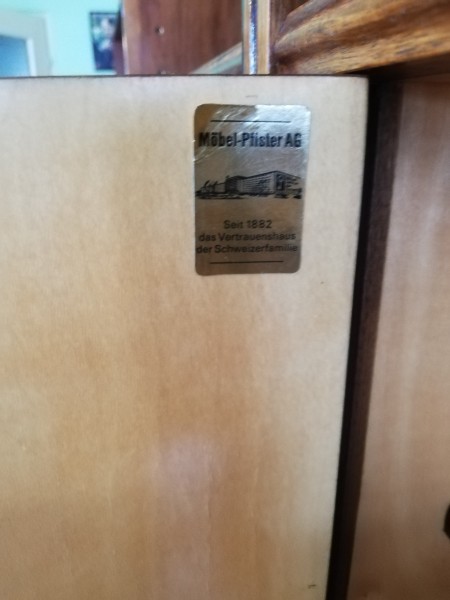 Möbel-Pfister AG
Seit 1882
das Vertrauenshaus
der Schweizerfamilie